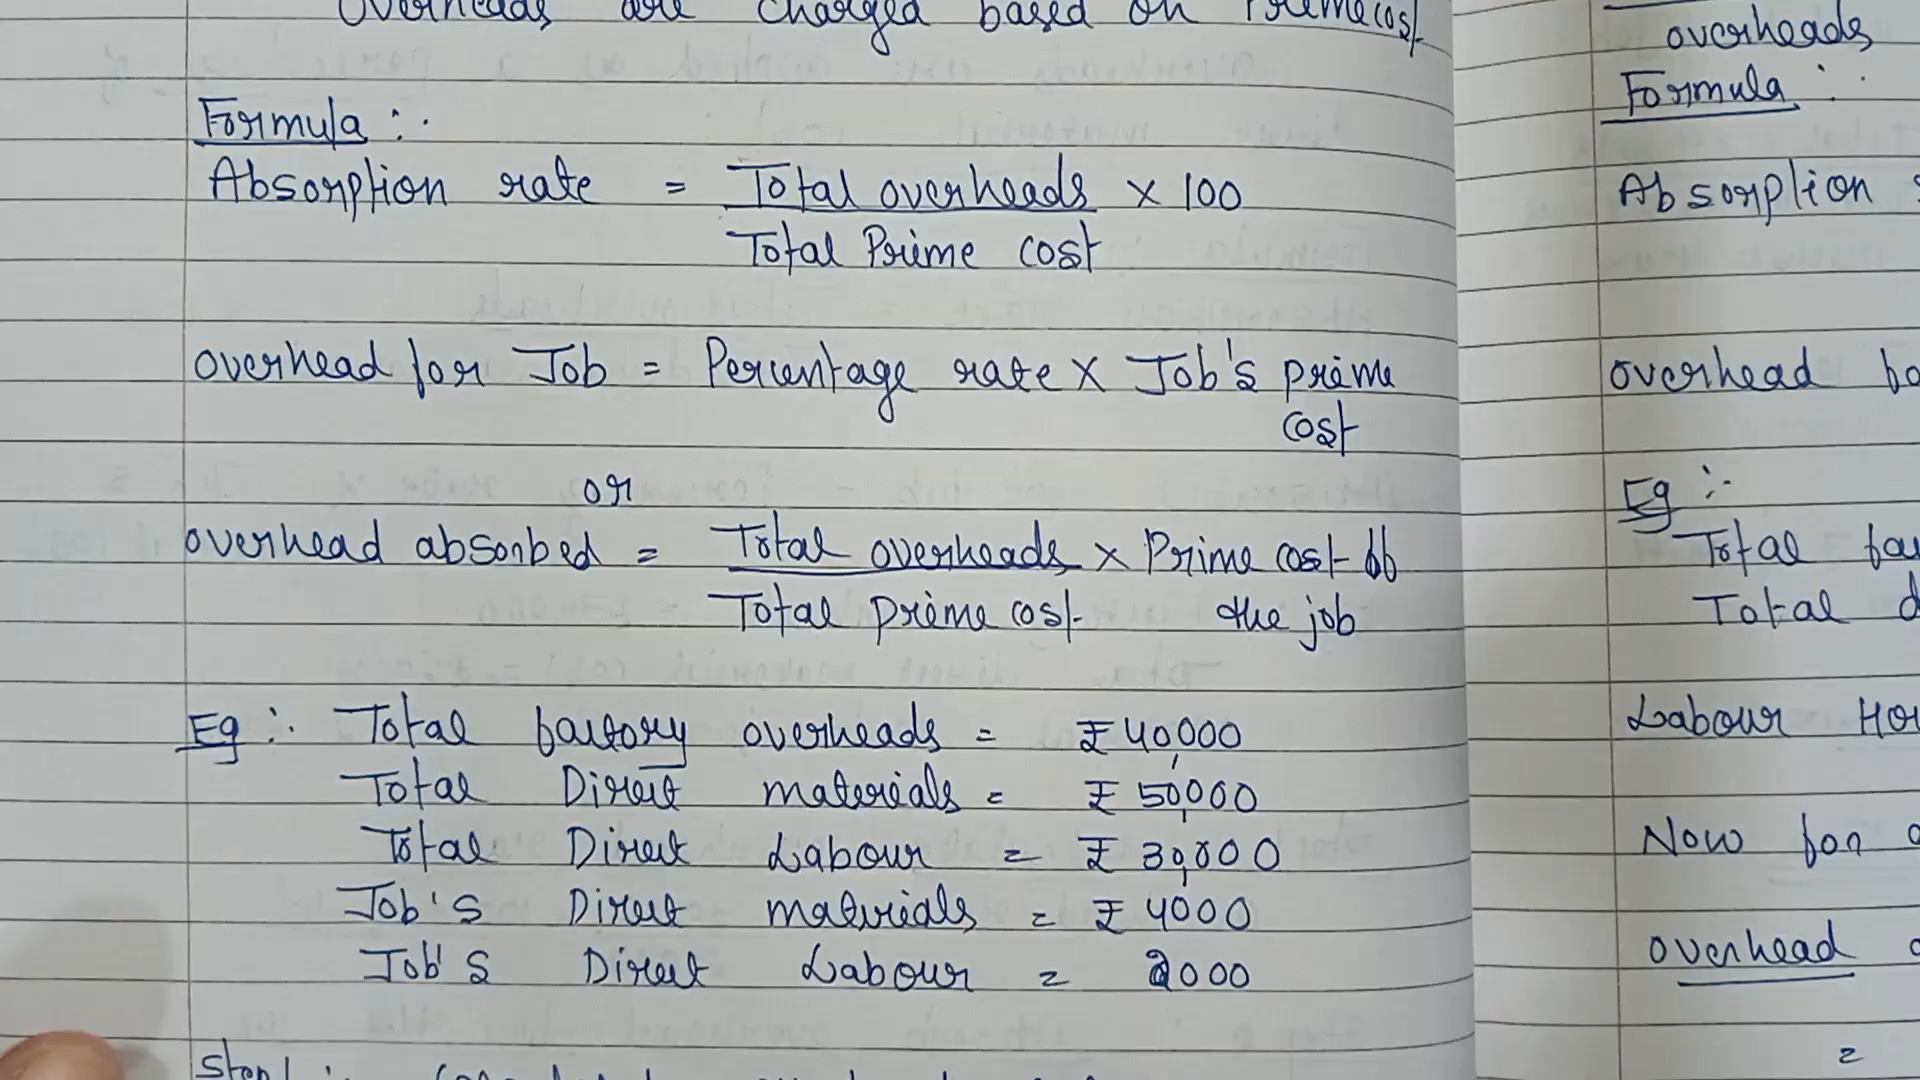 Overheads are charged based on Prime cost
Formula :-
Absorption rate = Total overheads × 100
Total Prime cost
overhead for Job = Percentage rate × Job's prime
cost
or
overhead absorbed = Total overheads × Prime cost of
Total prime cost the job
Eg :- Total factory overheads = ₹ 40,000
Total Direct materials = ₹ 50,000
Total Direct Labour = ₹ 30,000
Job's Direct materials = ₹ 4000
Job's Direct Labour = 2000
Step 1 :-
overheads
Formula :-
Absorption
overhead
Eg :-
Total
Total
Labour
Now for
overhead
=